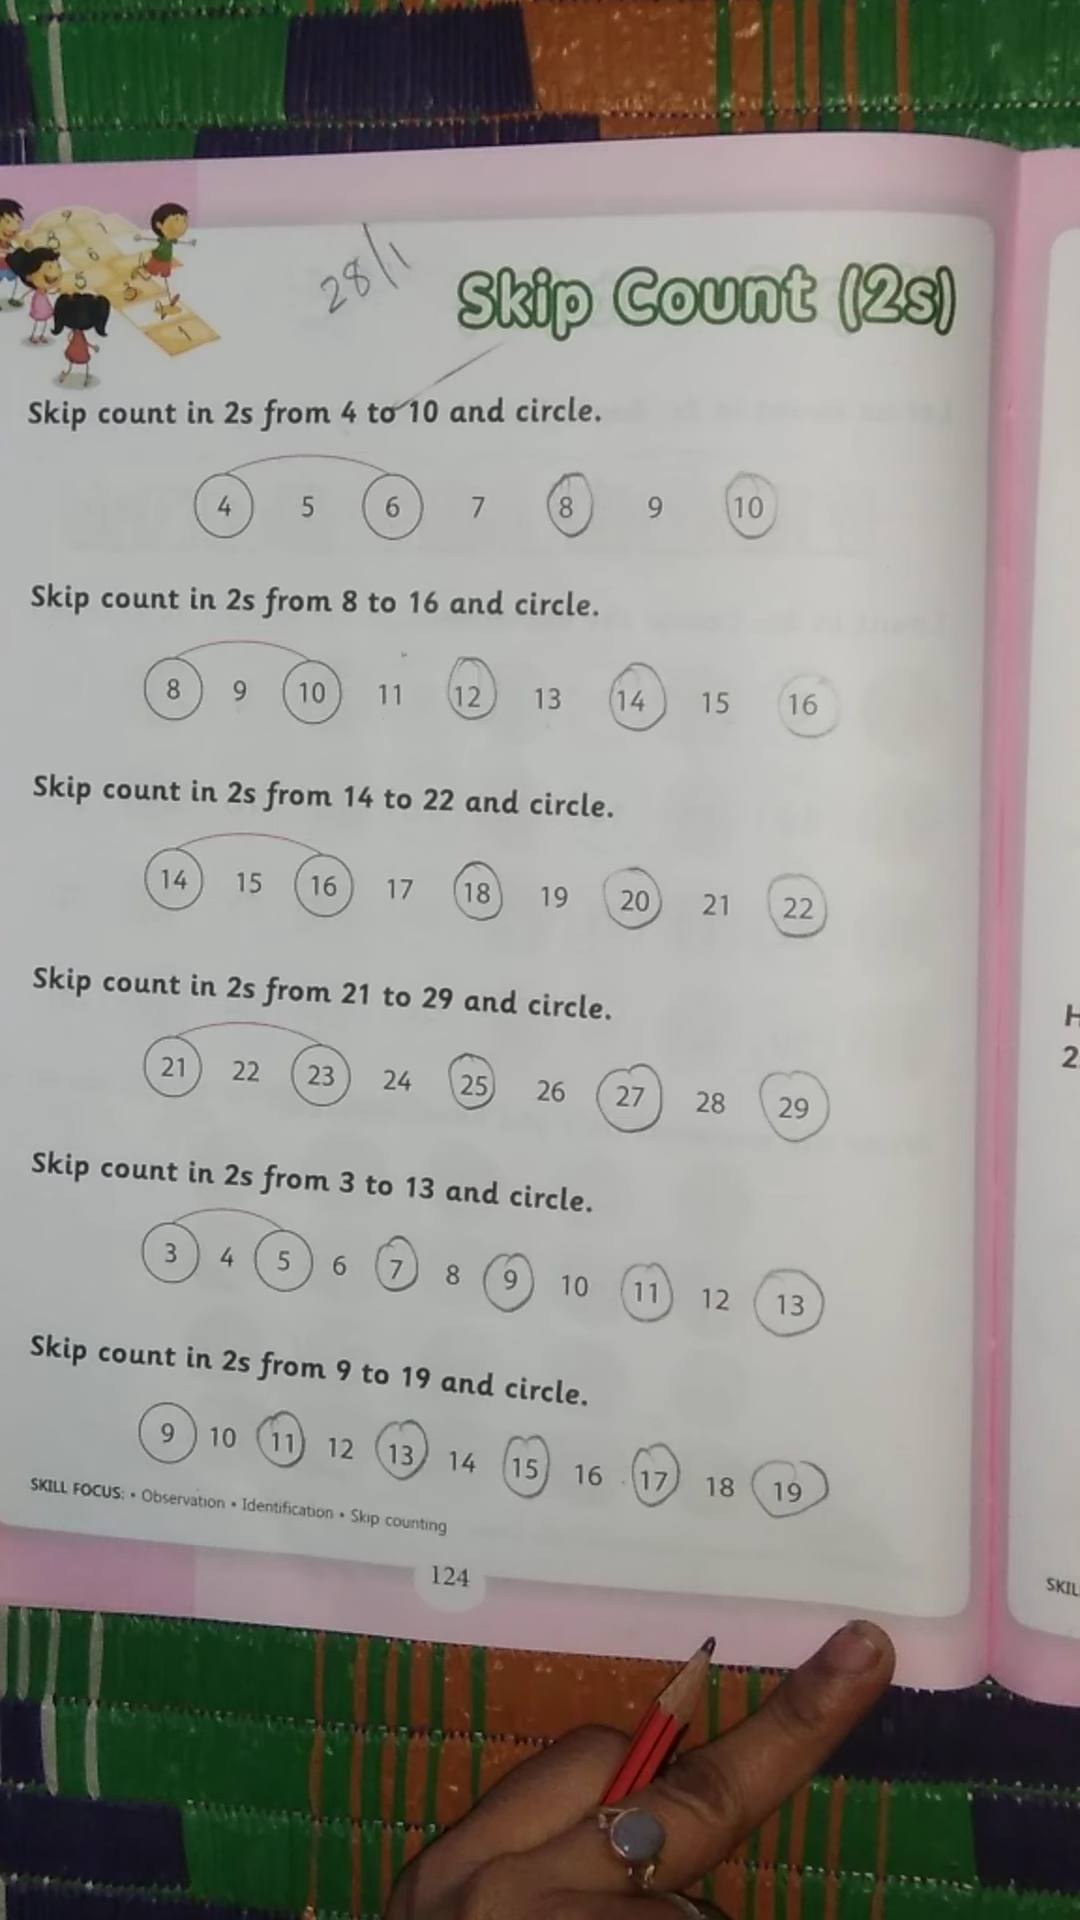 28/1
Skip Count (2s)
Skip count in 2s from 4 to 10 and circle.
4 5 6 7 8 9 10
Skip count in 2s from 8 to 16 and circle.
8 9 10 11 12 13 14 15 16
Skip count in 2s from 14 to 22 and circle.
14 15 16 17 18 19 20 21 22
Skip count in 2s from 21 to 29 and circle.
21 22 23 24 25 26 27 28 29
Skip count in 2s from 3 to 13 and circle.
3 4 5 6 7 8 9 10 11 12 13
Skip count in 2s from 9 to 19 and circle.
9 10 11 12 13 14 15 16 17 18 19
SKILL FOCUS: • Observation • Identification • Skip counting
124